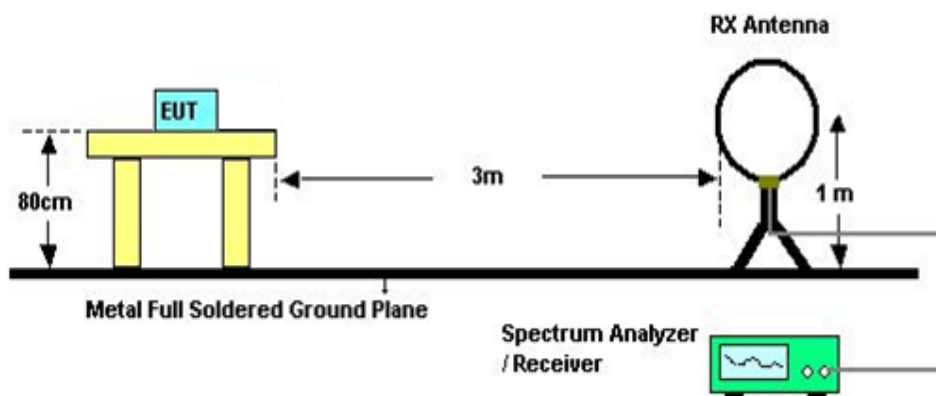 RX Antenna
EUT
80cm
3m
1 m
Metal Full Soldered Ground Plane
Spectrum Analyzer
/ Receiver